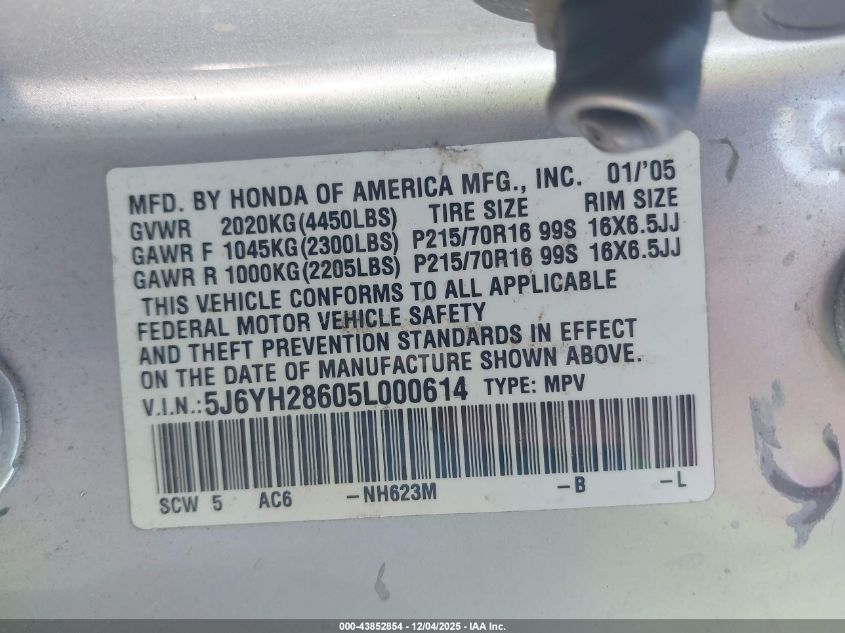 MFD. BY HONDA OF AMERICA MFG., INC. 01/'05
GVWR 2020KG(4450LBS) TIRE SIZE RIM SIZE
GAWR F 1045KG(2300LBS) P215/70R16 99S 16X6.5JJ
GAWR R 1000KG(2205LBS) P215/70R16 99S 16X6.5JJ
THIS VEHICLE CONFORMS TO ALL APPLICABLE
FEDERAL MOTOR VEHICLE SAFETY
AND THEFT PREVENTION STANDARDS IN EFFECT
ON THE DATE OF MANUFACTURE SHOWN ABOVE.
V.I.N.:5J6YH28605L000614 TYPE: MPV
SCW 5 AC6 -NH623M -B -L
000-43852854 - 12/04/2025 - IAA Inc.